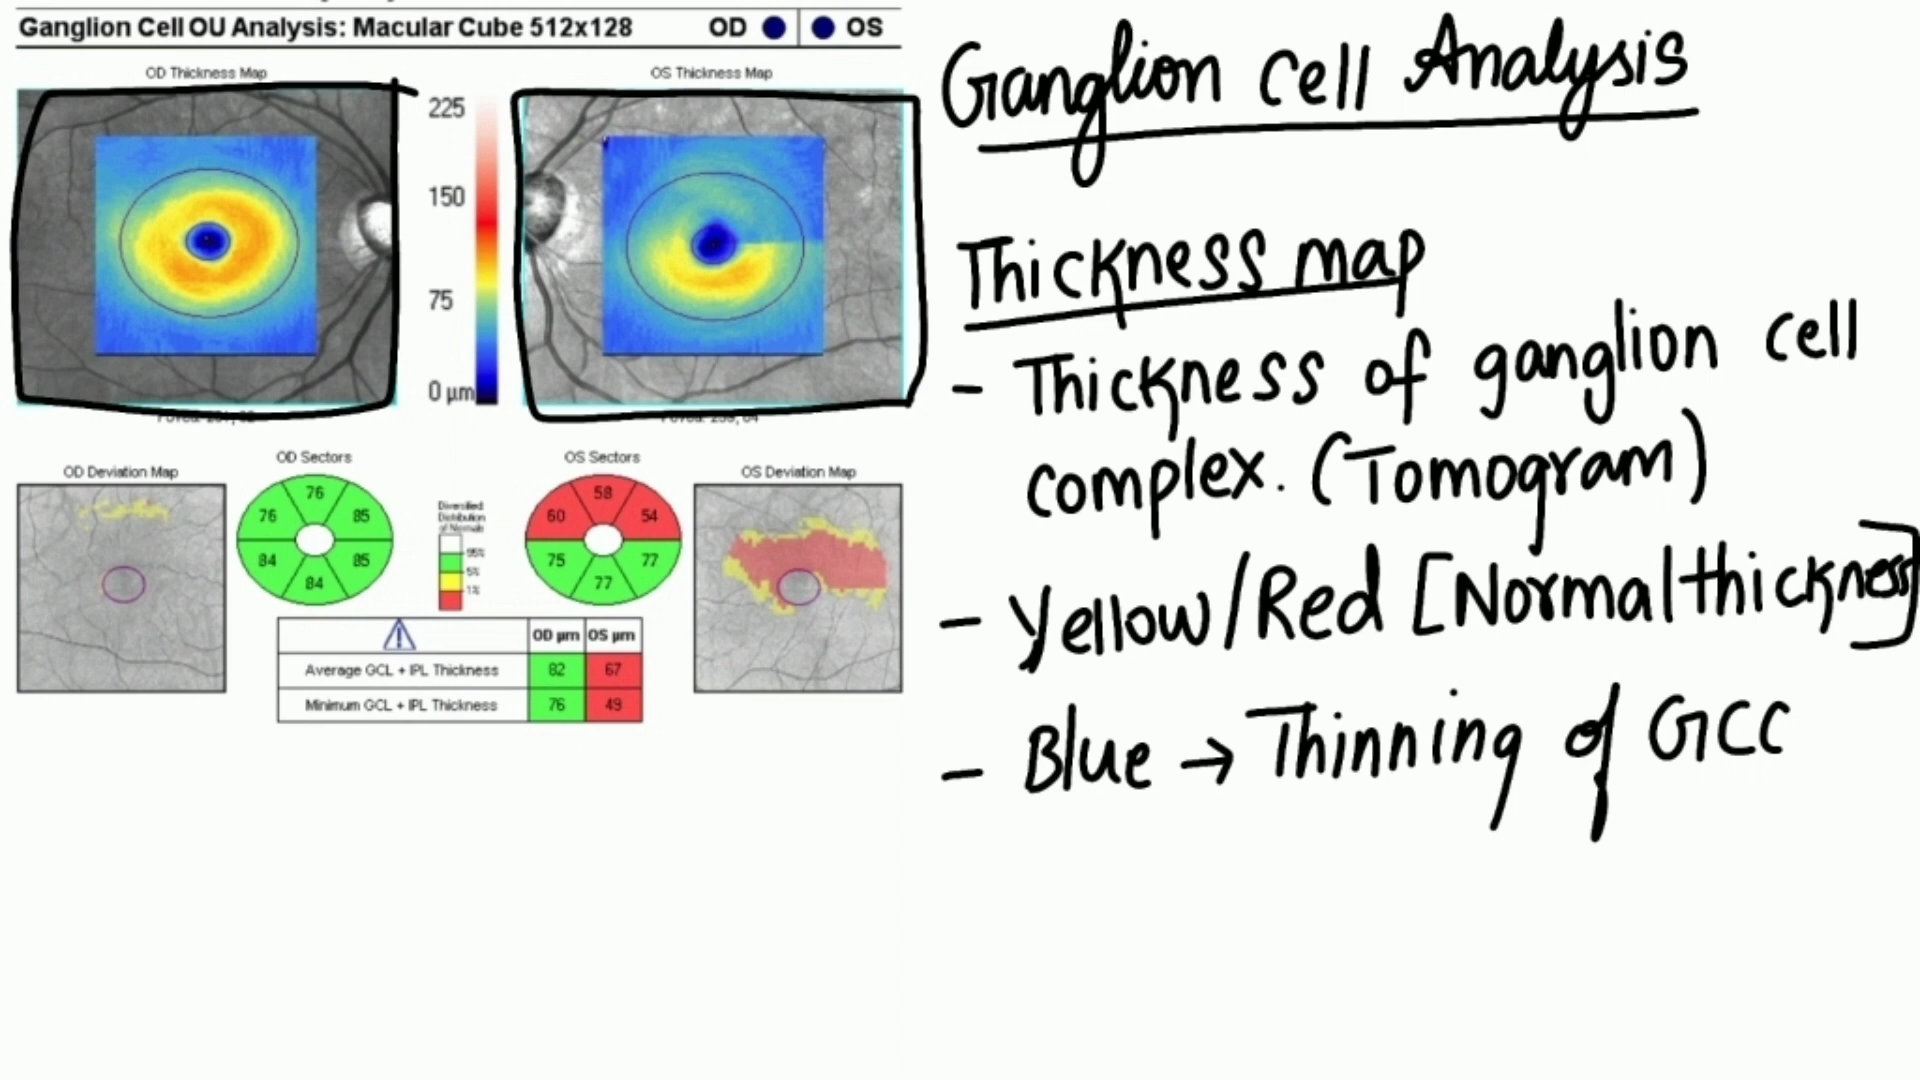 Ganglion Cell OU Analysis: Macular Cube 512x128
OD
OS
OD Thickness Map
OS Thickness Map
225
150
75
0 µm
OD Deviation Map
OD Sectors
76
76
85
84
85
84
Diversified:
Distribution
of Normals
95%
5%
1%
OS Sectors
58
60
54
75
77
77
OS Deviation Map
OD µm OS µm
Average GCL + IPL Thickness 82 67
Minimum GCL + IPL Thickness 76 49
Ganglion cell Analysis
Thickness map
- Thickness of ganglion cell
complex. (Tomogram)
- Yellow/Red [Normal thickness]
- Blue → Thinning of GCC